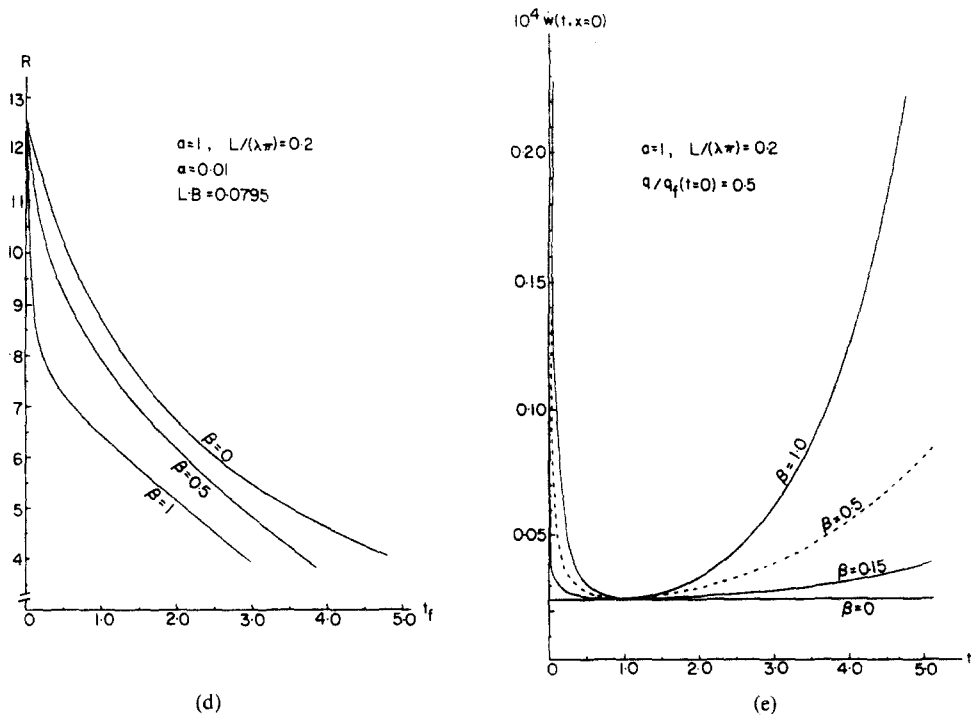 R
13
12
11
10
9
8
7
6
5
4
0
1·0
2·0
3·0
4·0
5·0
t_f
a=1, L/(λπ)=0·2
α=0·01
L·B=0·0795
β=0
β=0·5
β=1
(d)
10⁴ ẇ(t, x=0)
0·20
0·15
0·10
0·05
0
1·0
2·0
3·0
4·0
5·0
t
a=1, L/(λπ)=0·2
q/q_f(t=0)=0·5
β=1·0
β=0·5
β=0·15
β=0
(e)